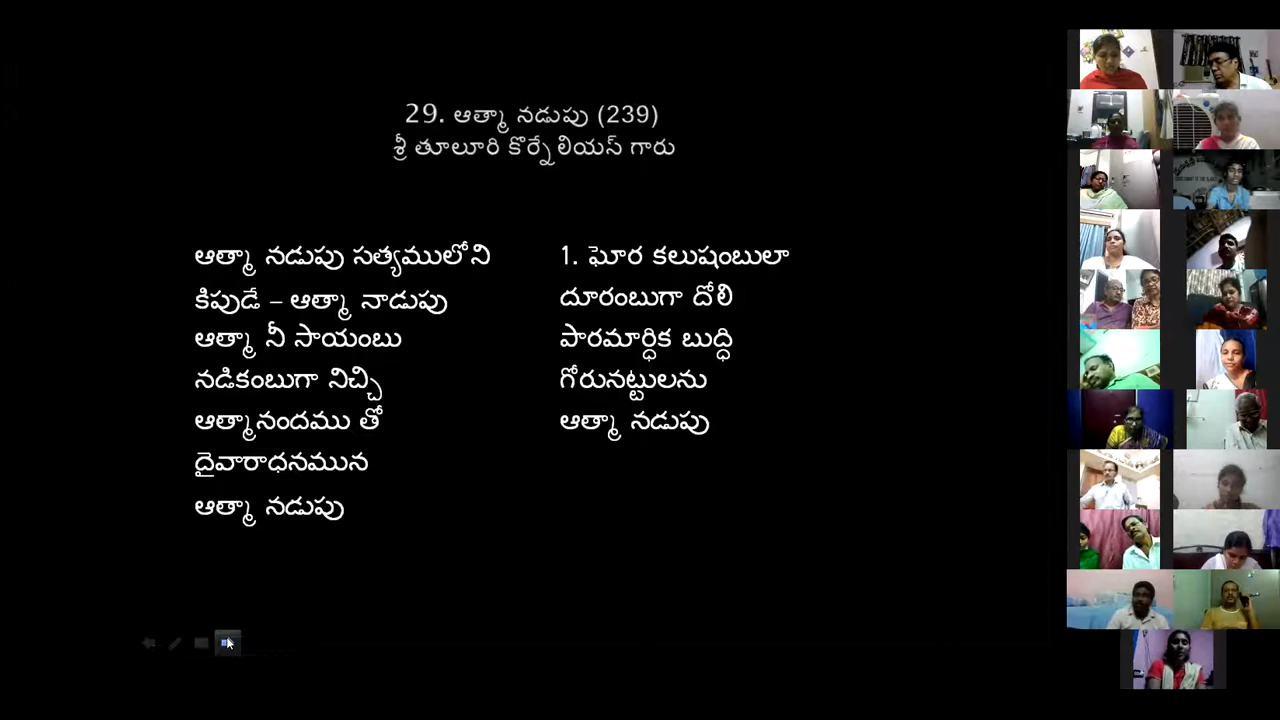 29. ఆత్మా నడుపు (239)
శ్రీ తూలూరి కొర్నేలియస్ గారు
ఆత్మా నడుపు సత్యములోని
కిపుడే – ఆత్మా నాడుపు
ఆత్మా నీ సాయంబు
నడికంబుగా నిచ్చి
ఆత్మానందము తో
దైవారాధనమున
ఆత్మా నడుపు
1. ఘోర కలుషంబులా
దూరంబుగా దోలి
పారమార్ధిక బుద్ధి
గోరునట్టులను
ఆత్మా నడుపు